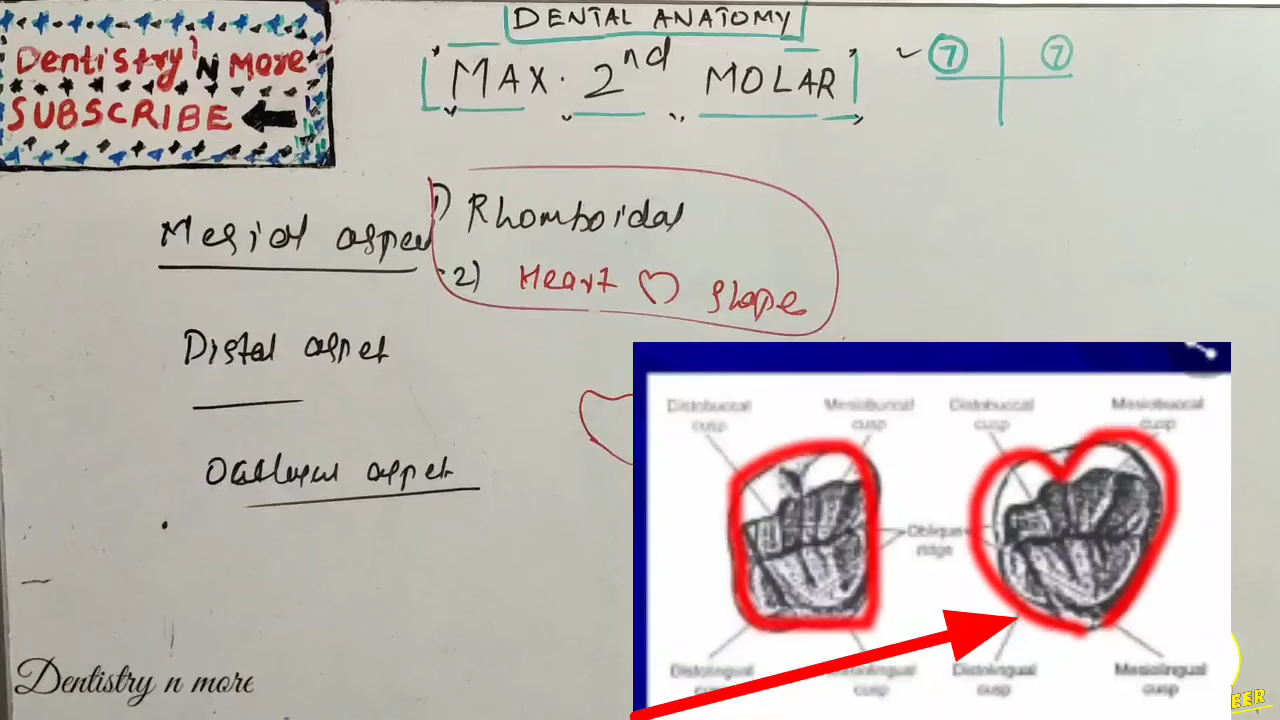 DENTAL ANATOMY
Dentistry 'N More
SUBSCRIBE
MAX. 2nd MOLAR
7 7
1) Rhomboidal
Mesial aspect
2) Heart shape
Distal aspect
Occlusal aspect
Distobuccal cusp
Mesiobuccal cusp
Distobuccal cusp
Mesiobuccal cusp
Oblique ridge
Distolingual cusp
Mesiolingual cusp
Distolingual cusp
Mesiolingual cusp
Dentistry n more